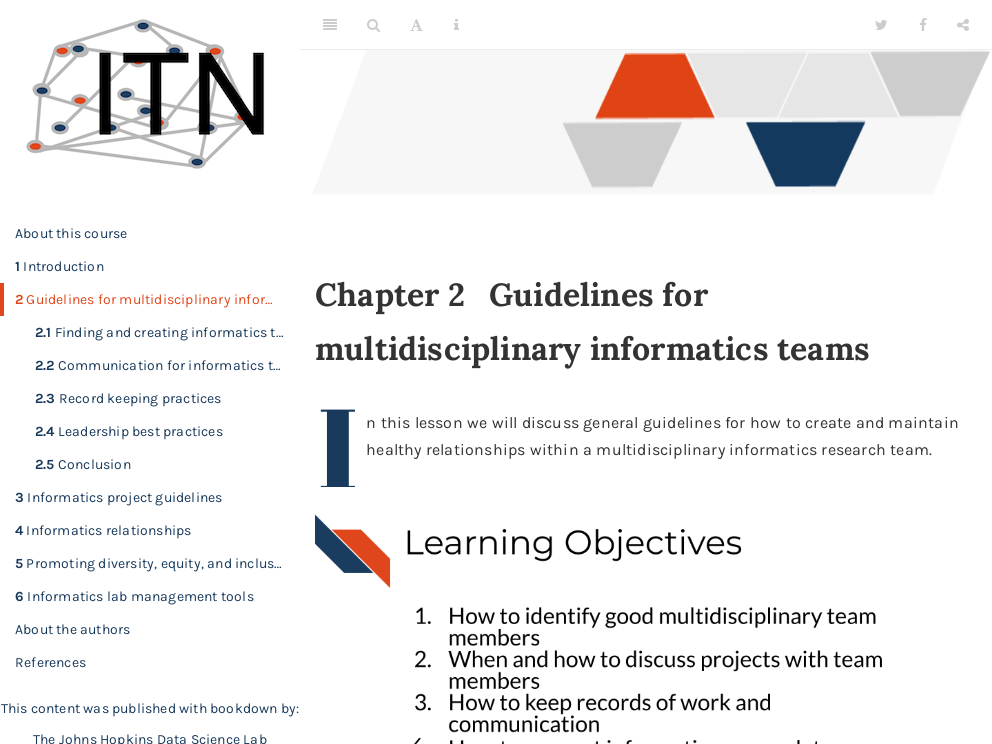 ITN
About this course
1 Introduction
2 Guidelines for multidisciplinary infor…
2.1 Finding and creating informatics t…
2.2 Communication for informatics t…
2.3 Record keeping practices
2.4 Leadership best practices
2.5 Conclusion
3 Informatics project guidelines
4 Informatics relationships
5 Promoting diversity, equity, and inclus…
6 Informatics lab management tools
About the authors
References
This content was published with bookdown by:
The Johns Hopkins Data Science Lab
Chapter 2 Guidelines for
multidisciplinary informatics teams
In this lesson we will discuss general guidelines for how to create and maintain
healthy relationships within a multidisciplinary informatics research team.
Learning Objectives
1. How to identify good multidisciplinary team
members
2. When and how to discuss projects with team
members
3. How to keep records of work and
communication